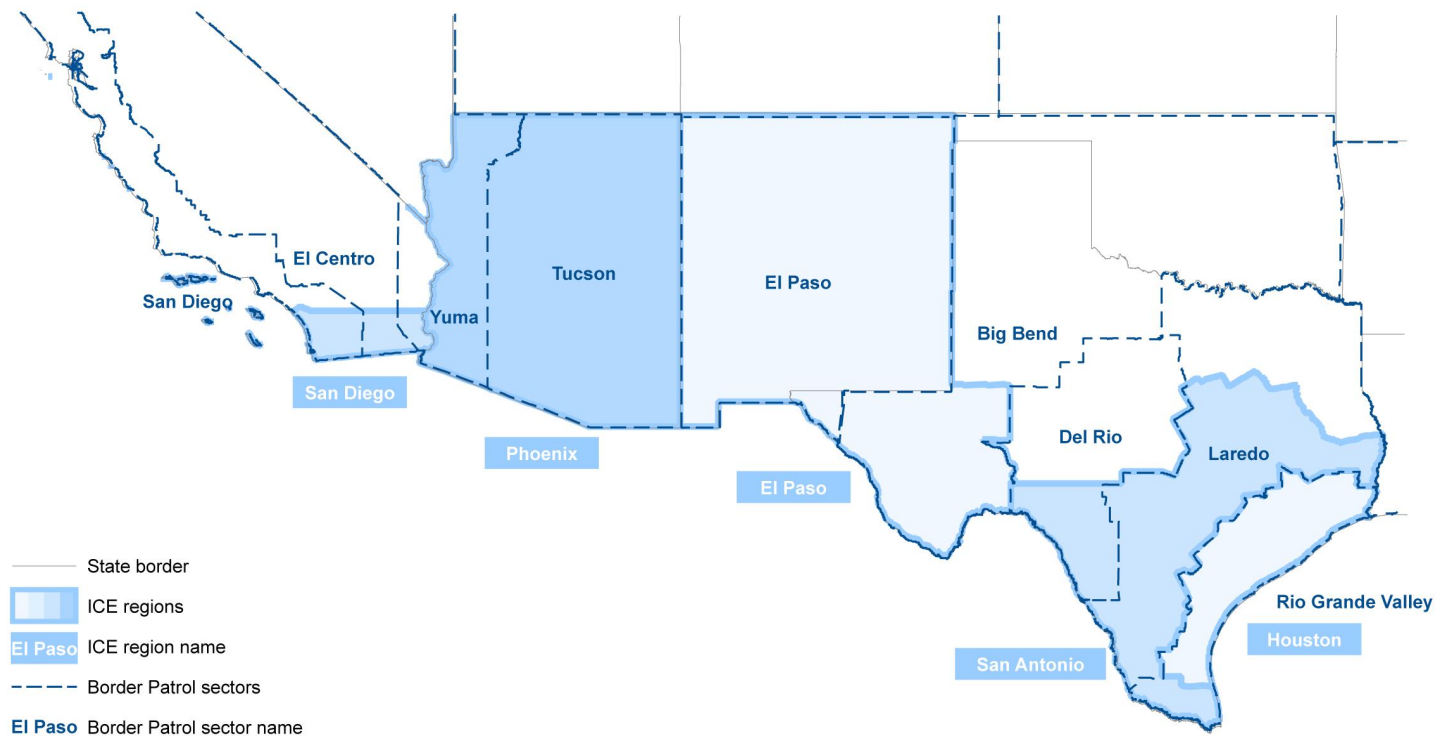 El Centro
San Diego
Tucson
El Paso
Yuma
Big Bend
San Diego
Phoenix
Del Rio
Laredo
El Paso
Rio Grande Valley
Houston
San Antonio
State border
ICE regions
El Paso ICE region name
Border Patrol sectors
El Paso Border Patrol sector name